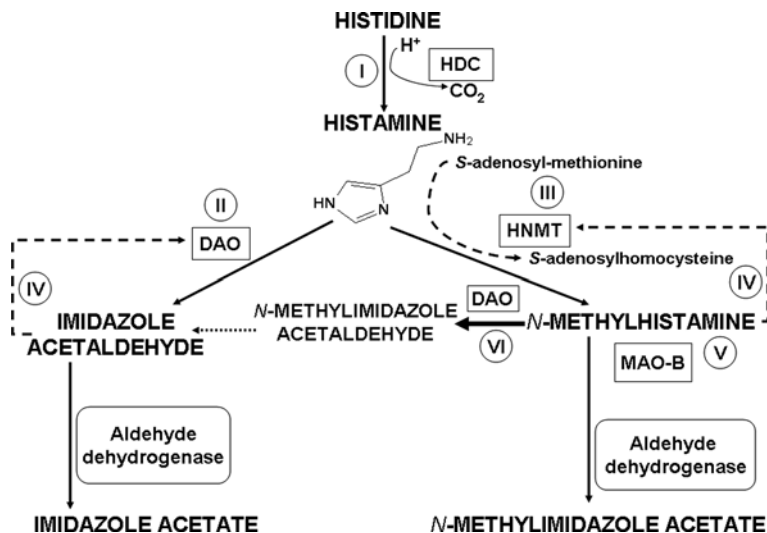 HISTIDINE
H+
HDC
I
CO2
HISTAMINE
NH2
S-adenosyl-methionine
HN
N
II
III
DAO
HNMT
S-adenosylhomocysteine
IV
IV
DAO
IMIDAZOLE
ACETALDEHYDE
N-METHYLIMIDAZOLE
ACETALDEHYDE
N-METHYLHISTAMINE
VI
MAO-B
V
Aldehyde
dehydrogenase
Aldehyde
dehydrogenase
IMIDAZOLE ACETATE
N-METHYLIMIDAZOLE ACETATE